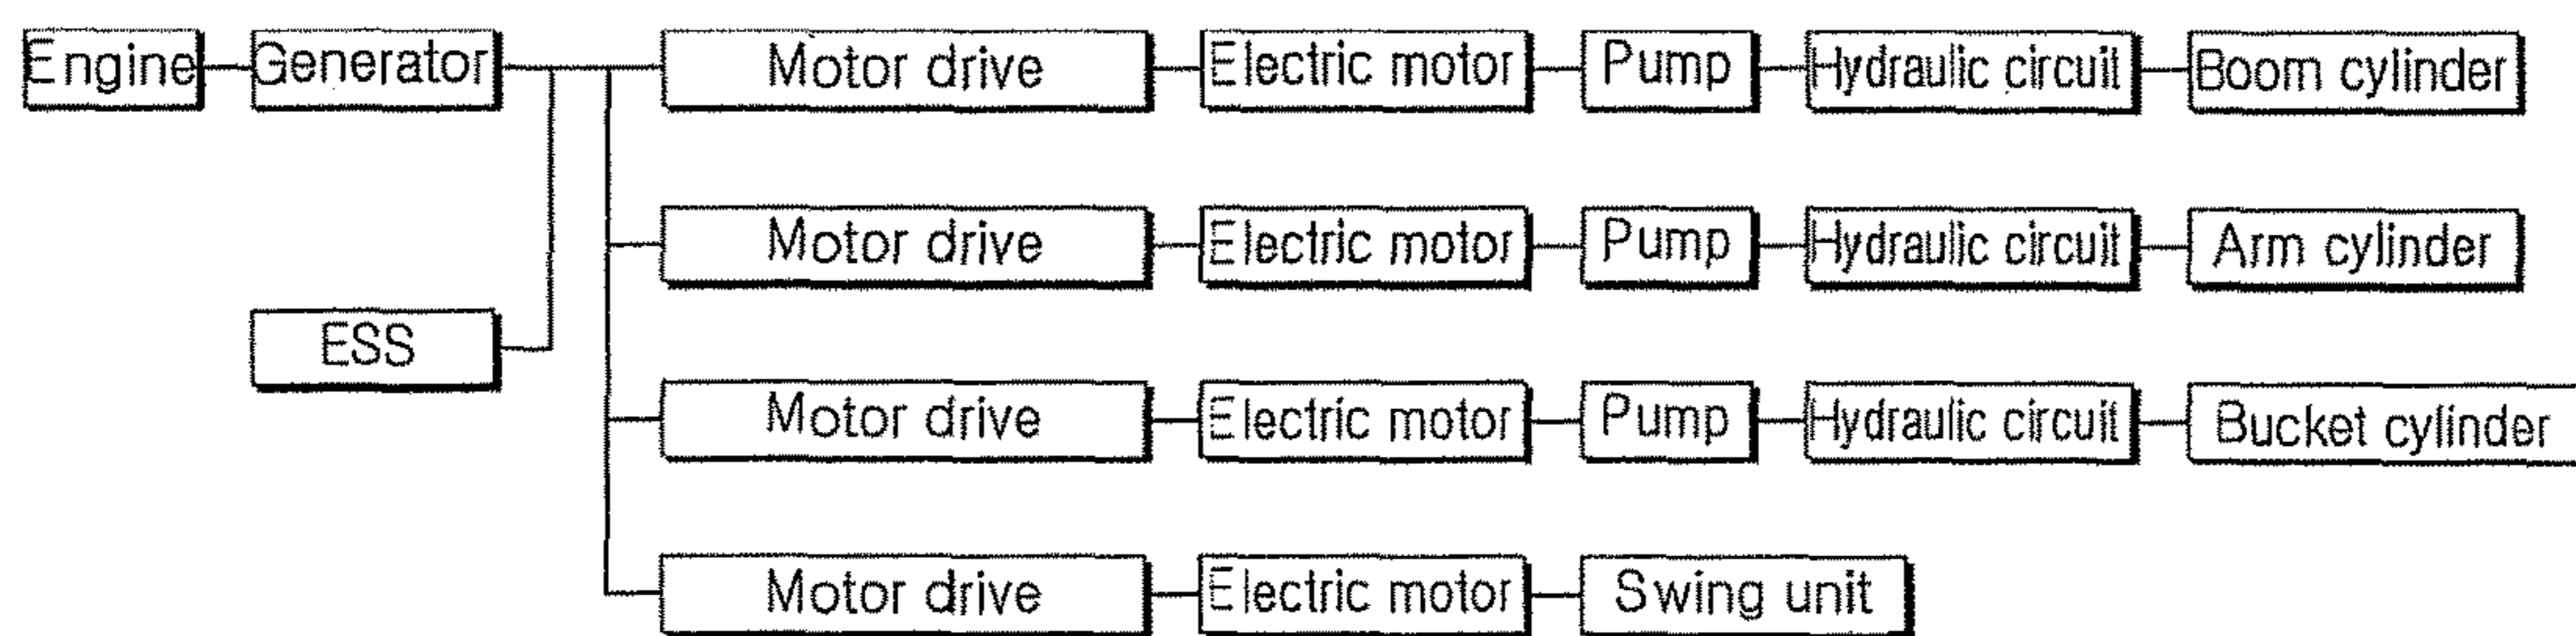 Engine Generator Motor drive Electric motor Pump Hydraulic circuit Boom cylinder
Motor drive Electric motor Pump Hydraulic circuit Arm cylinder
ESS
Motor drive Electric motor Pump Hydraulic circuit Bucket cylinder
Motor drive Electric motor Swing unit